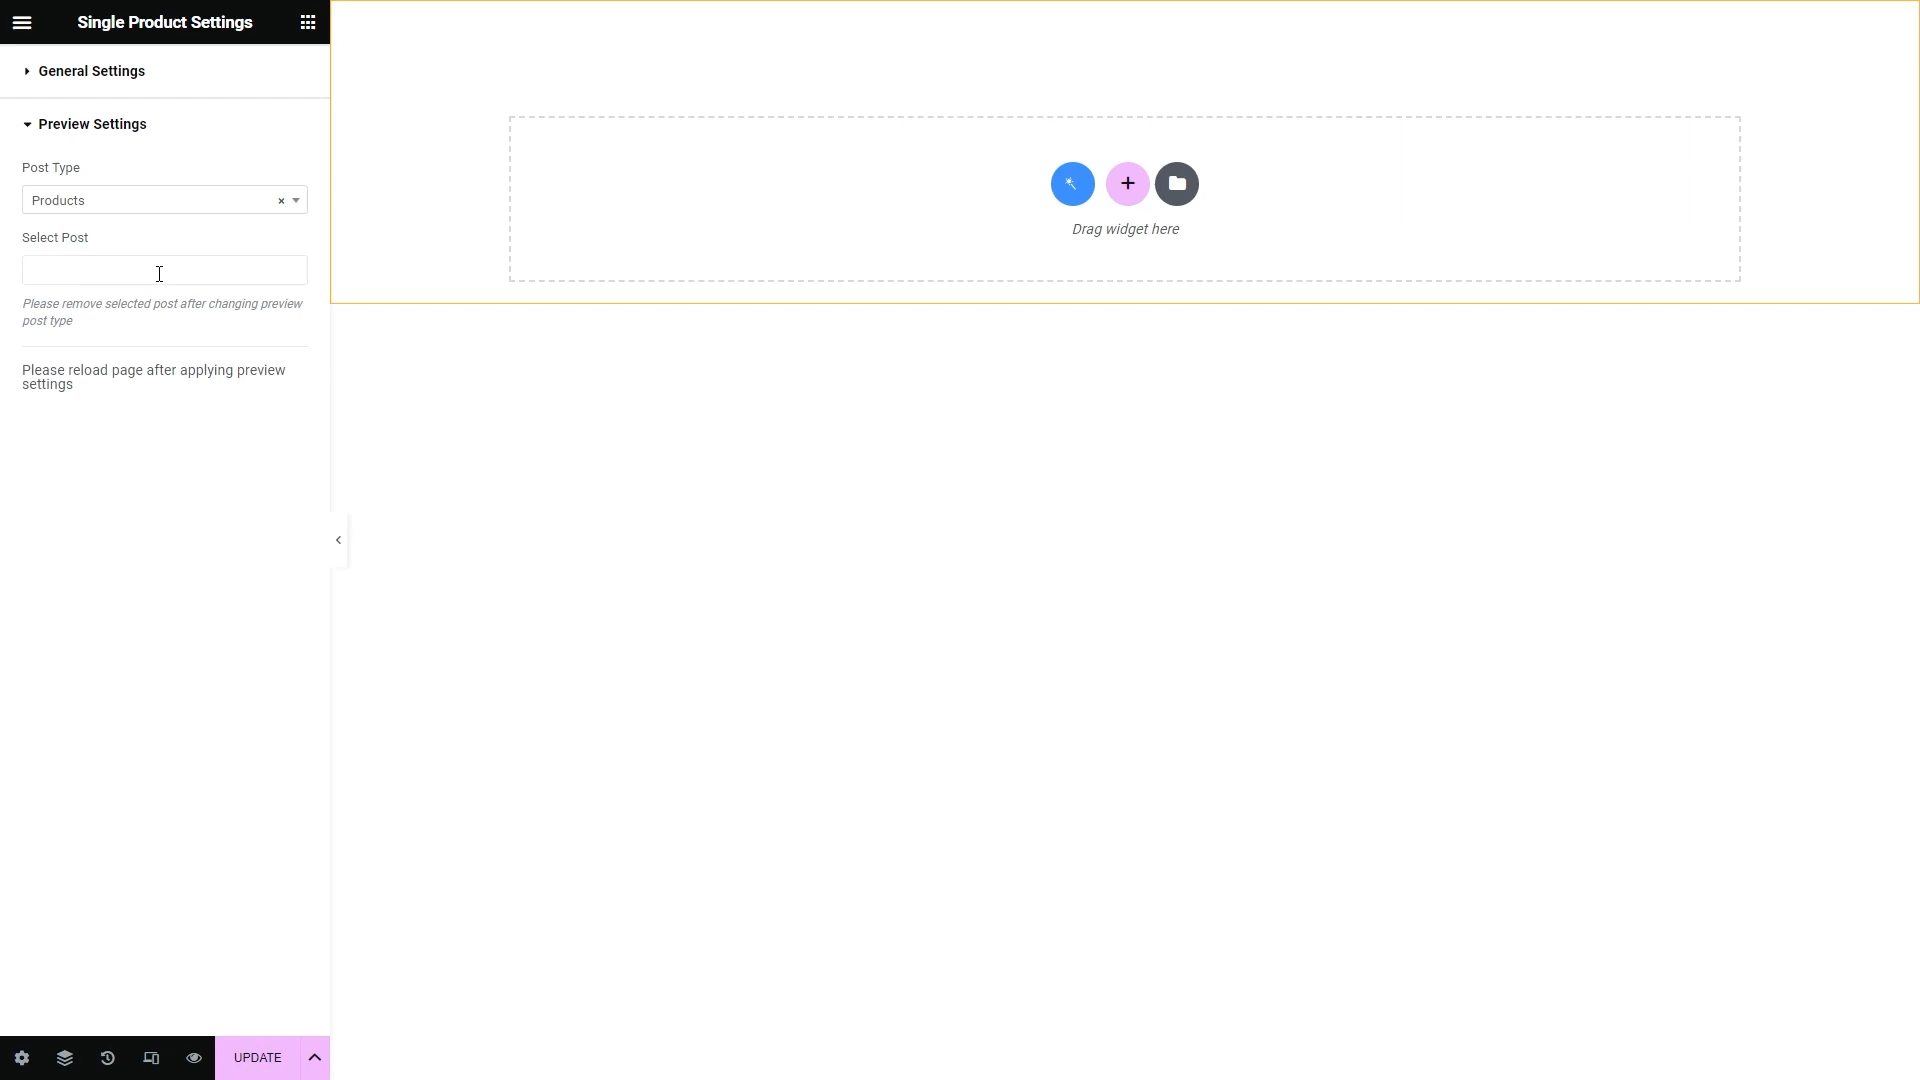 Single Product Settings
General Settings
Preview Settings
Post Type
Products
Select Post
Please remove selected post after changing preview
post type
Please reload page after applying preview
settings
UPDATE
Drag widget here